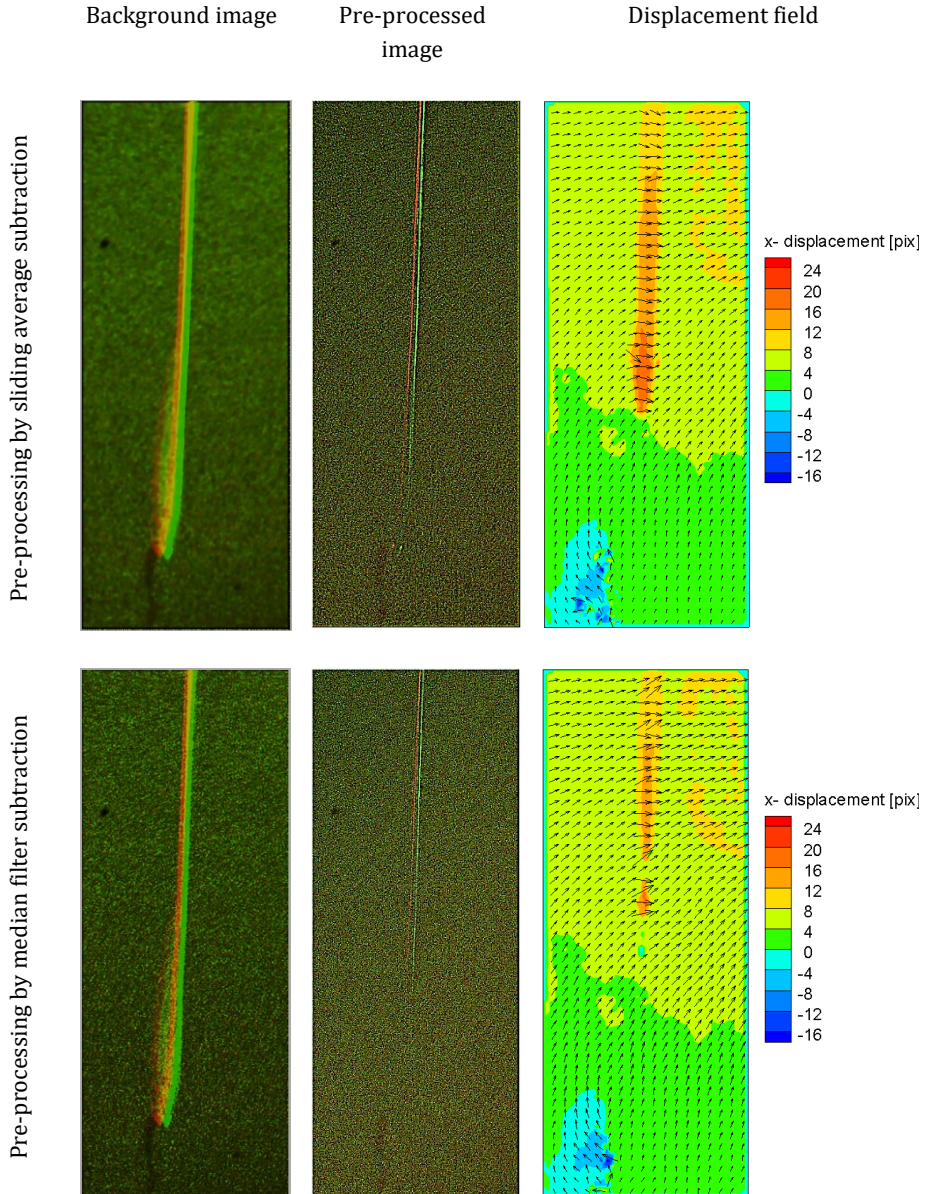 Background image
Pre-processed
image
Displacement field
Pre-processing by sliding average subtraction
x- displacement [pix]
24
20
16
12
8
4
0
-4
-8
-12
-16
Pre-processing by median filter subtraction
x- displacement [pix]
24
20
16
12
8
4
0
-4
-8
-12
-16